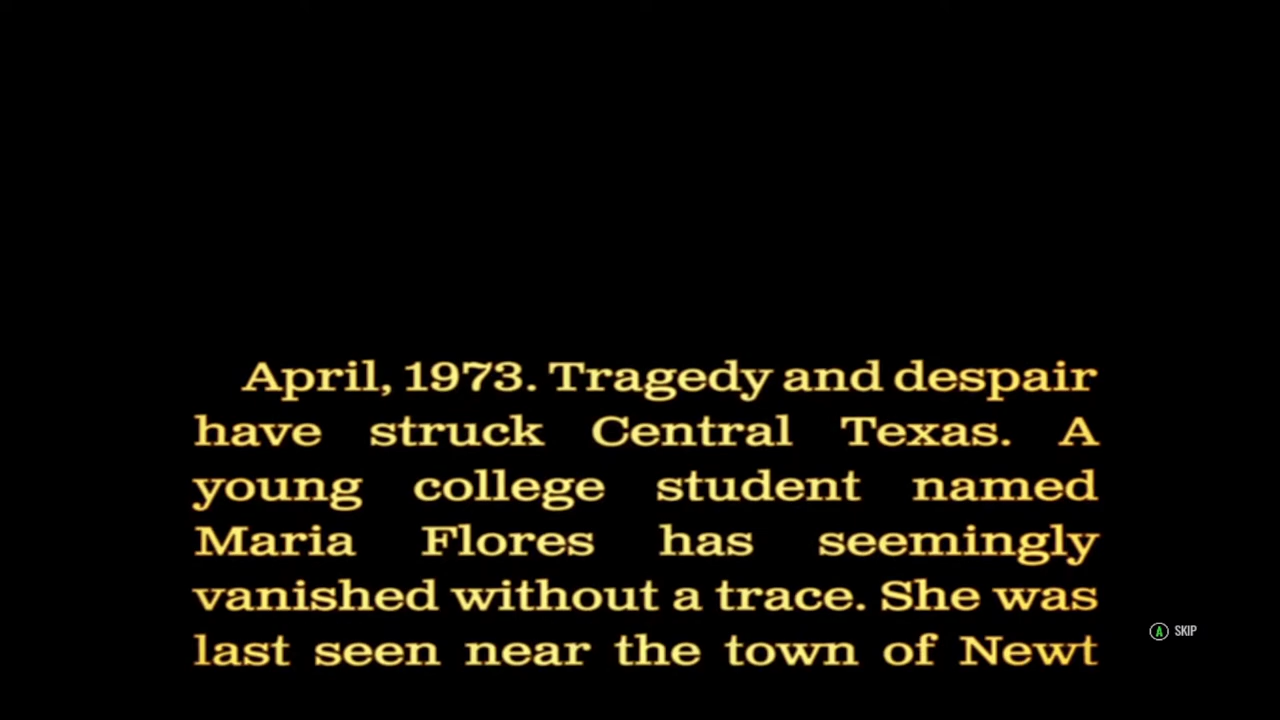 April, 1973. Tragedy and despair
have struck Central Texas. A
young college student named
Maria Flores has seemingly
vanished without a trace. She was
last seen near the town of Newt
A SKIP